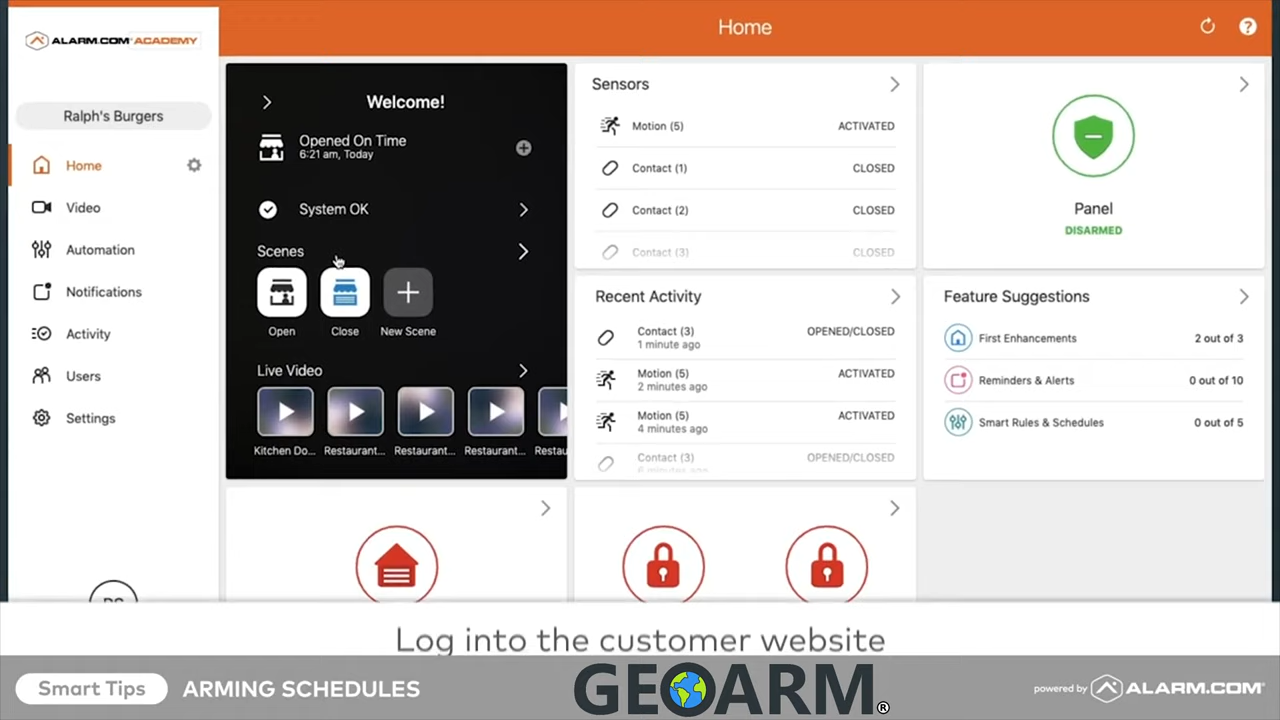 ALARM.COM ACADEMY
Ralph's Burgers
Home
Video
Automation
Notifications
Activity
Users
Settings
Home
Welcome!
Opened On Time
6:21 am, Today
System OK
Scenes
Open
Close
New Scene
Live Video
Kitchen Do...
Restaurant...
Restaurant...
Restaurant...
Restau
Sensors
Motion (5) ACTIVATED
Contact (1) CLOSED
Contact (2) CLOSED
Contact (3) CLOSED
Panel
DISARMED
Recent Activity
Contact (3) OPENED/CLOSED
1 minute ago
Motion (5) ACTIVATED
2 minutes ago
Motion (5) ACTIVATED
4 minutes ago
Contact (3) OPENED/CLOSED
6 minutes ago
Feature Suggestions
First Enhancements 2 out of 3
Reminders & Alerts 0 out of 10
Smart Rules & Schedules 0 out of 5
Log into the customer website
Smart Tips ARMING SCHEDULES
GEOARM®
powered by ALARM.COM®